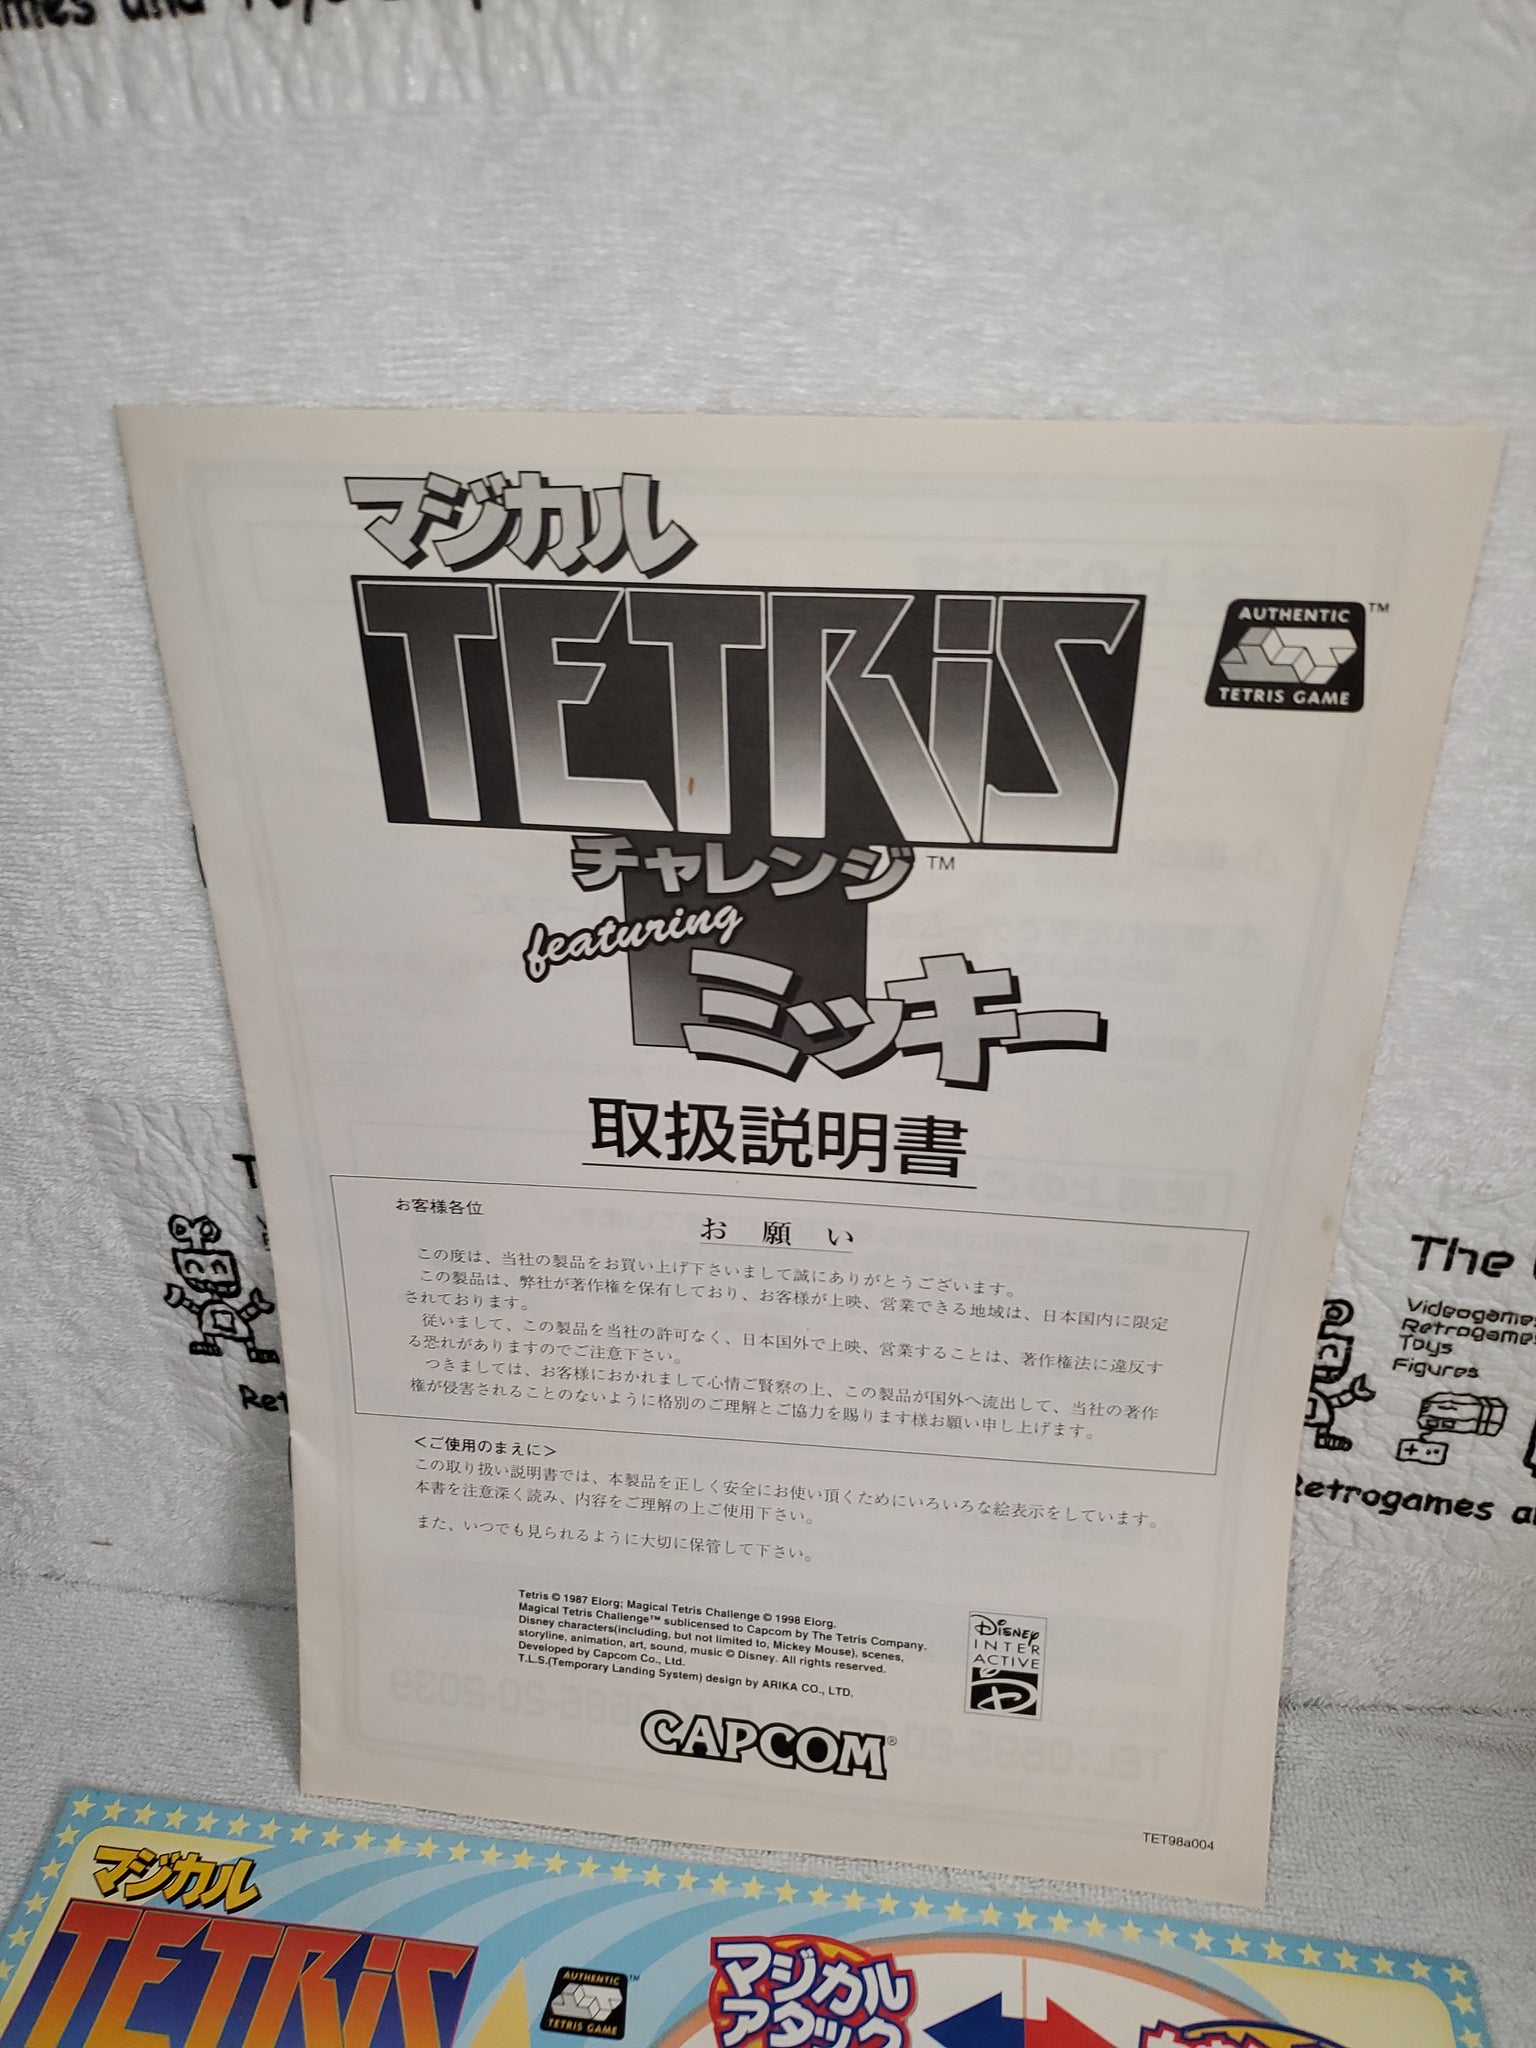 マジカル
TETRiS
AUTHENTIC
TETRIS GAME
TM
チャレンジ TM
featuring
ミッキー
取扱説明書
お客様各位
お願い
この度は、当社の製品をお買い上げ下さいまして誠にありがとうございます。
この製品は、弊社が著作権を保有しており、お客様が上映、営業できる地域は、日本国内に限定
されております。
従いまして、この製品を当社の許可なく、日本国外で上映、営業することは、著作権法に違反す
る恐れがありますのでご注意下さい。
つきましては、お客様におかれまして心情ご賢察の上、この製品が国外へ流出して、当社の著作
権が侵害されることのないように格別のご理解とご協力を賜ります様お願い申し上げます。
<ご使用のまえに>
この取り扱い説明書では、本製品を正しく安全にお使い頂くためにいろいろな絵表示をしています。
本書を注意深く読み、内容をご理解の上ご使用下さい。
また、いつでも見られるように大切に保管して下さい。
Tetris © 1987 Elorg; Magical Tetris Challenge © 1998 Elorg.
Magical Tetris Challenge™ sublicensed to Capcom by The Tetris Company.
Disney characters(including, but not limited to, Mickey Mouse), scenes,
storyline, animation, art, sound, music © Disney. All rights reserved.
Developed by Capcom Co., Ltd.
T.L.S.(Temporary Landing System) design by ARIKA CO., LTD.
DISNEY
INTER
ACTIVE
CAPCOM®
TET98a004
The
Videogames
Retrogames
Toys
Figures
Retrogames
マジカル
TETRiS
AUTHENTIC
TETRIS GAME
TM
マジカル
アタック